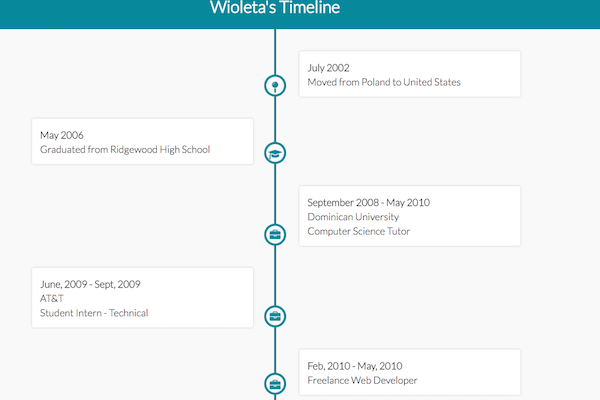 Wioleta's Timeline
July 2002
Moved from Poland to United States
May 2006
Graduated from Ridgewood High School
September 2008 - May 2010
Dominican University
Computer Science Tutor
June, 2009 - Sept, 2009
AT&T
Student Intern - Technical
Feb, 2010 - May, 2010
Freelance Web Developer